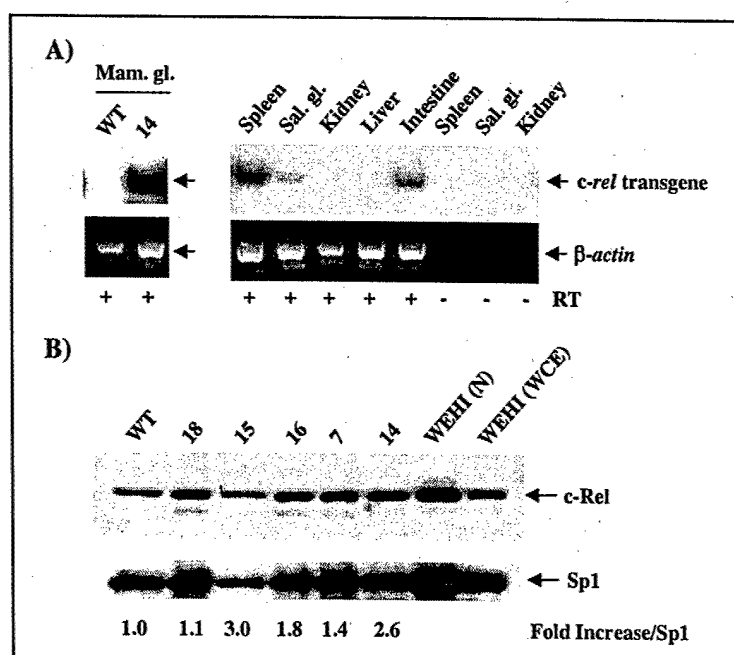 A)
Mam. gl.
WT 14
Spleen Sal. gl. Kidney Liver Intestine Spleen Sal. gl. Kidney
c-rel transgene
β-actin
+ + + + + + + - - - RT
B)
WT 18 15 16 7 14 WEHI (N) WEHI (WCE)
c-Rel
Sp1
1.0 1.1 3.0 1.8 1.4 2.6 Fold Increase/Sp1